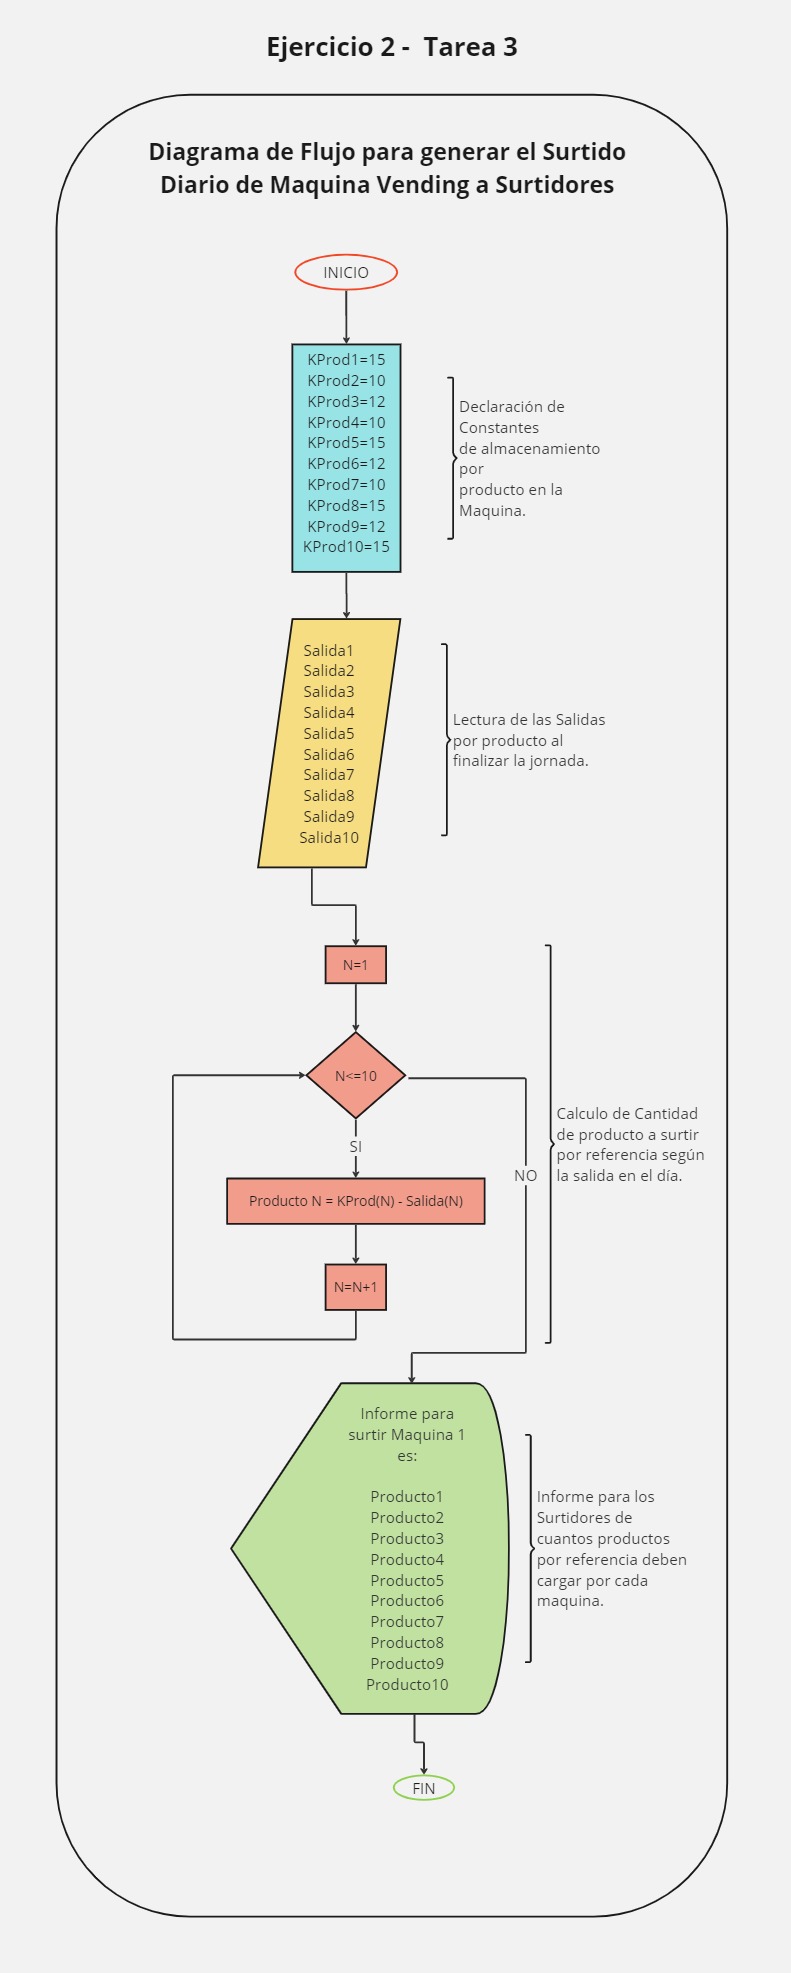 Ejercicio 2 -  Tarea 3
Diagrama de Flujo para generar el Surtido
Diario de Maquina Vending a Surtidores
INICIO
KProd1=15
KProd2=10
KProd3=12
KProd4=10
KProd5=15
KProd6=12
KProd7=10
KProd8=15
KProd9=12
KProd10=15
Declaración de
Constantes
de almacenamiento
por
producto en la
Maquina.
Salida1
Salida2
Salida3
Salida4
Salida5
Salida6
Salida7
Salida8
Salida9
Salida10
Lectura de las Salidas
por producto al
finalizar la jornada.
N=1
N<=10
SI
NO
Producto N = KProd(N) - Salida(N)
N=N+1
Calculo de Cantidad
de producto a surtir
por referencia según
la salida en el día.
Informe para
surtir Maquina 1
es:
Producto1
Producto2
Producto3
Producto4
Producto5
Producto6
Producto7
Producto8
Producto9
Producto10
Informe para los
Surtidores de
cuantos productos
por referencia deben
cargar por cada
maquina.
FIN